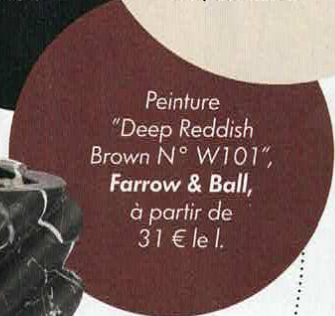 Peinture
"Deep Reddish
Brown N° W101",
Farrow & Ball,
à partir de
31 € le l.